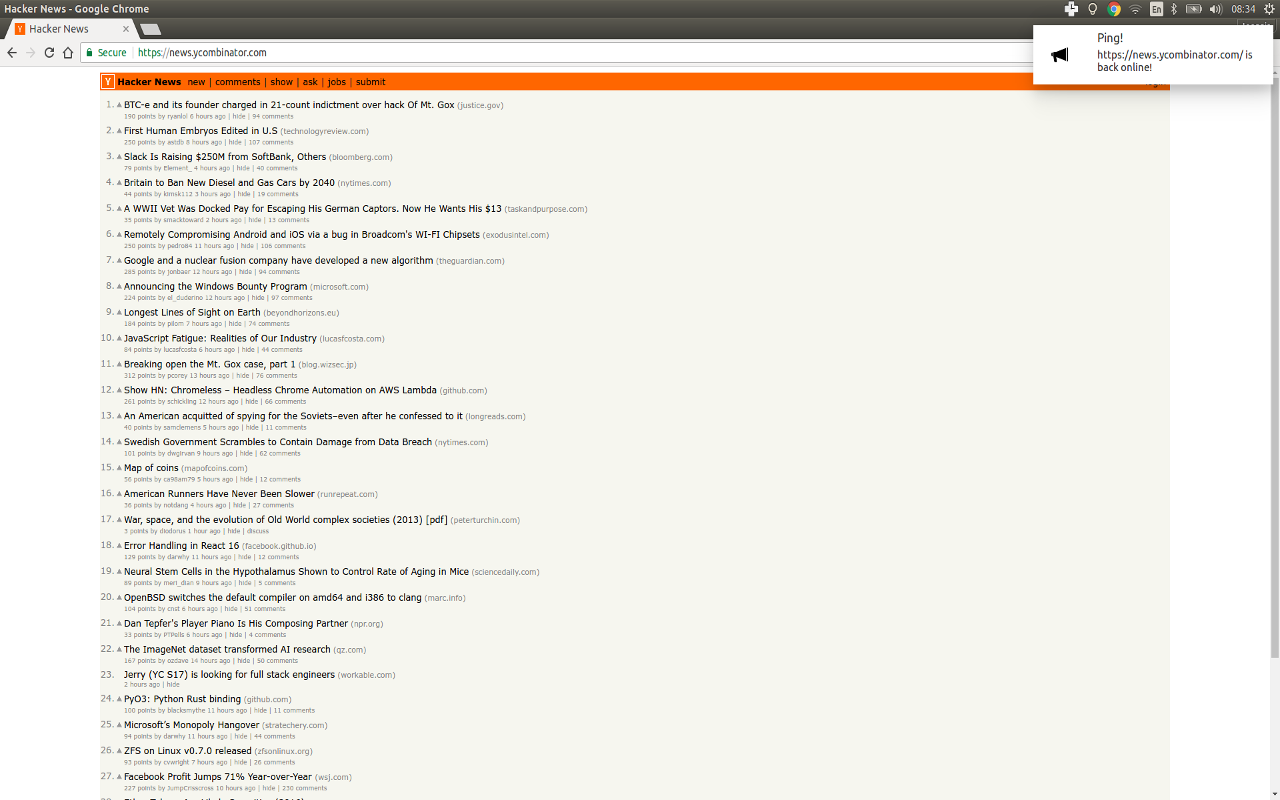 Hacker News - Google Chrome
En
08:34
Hacker News
Secure
https://news.ycombinator.com
Ping!
https://news.ycombinator.com/ is
back online!
Y Hacker News new | comments | show | ask | jobs | submit
1. BTC-e and its founder charged in 21-count indictment over hack Of Mt. Gox (justice.gov)
190 points by ryanlol 6 hours ago | hide | 94 comments
2. First Human Embryos Edited in U.S (technologyreview.com)
250 points by astdb 8 hours ago | hide | 107 comments
3. Slack Is Raising $250M from SoftBank, Others (bloomberg.com)
79 points by Element_ 4 hours ago | hide | 40 comments
4. Britain to Ban New Diesel and Gas Cars by 2040 (nytimes.com)
44 points by kimsk112 3 hours ago | hide | 19 comments
5. A WWII Vet Was Docked Pay for Escaping His German Captors. Now He Wants His $13 (taskandpurpose.com)
35 points by smacktoward 2 hours ago | hide | 13 comments
6. Remotely Compromising Android and iOS via a bug in Broadcom's WI-FI Chipsets (exodusintel.com)
250 points by pedro84 11 hours ago | hide | 106 comments
7. Google and a nuclear fusion company have developed a new algorithm (theguardian.com)
285 points by jonbaer 12 hours ago | hide | 94 comments
8. Announcing the Windows Bounty Program (microsoft.com)
224 points by el_duderino 12 hours ago | hide | 97 comments
9. Longest Lines of Sight on Earth (beyondhorizons.eu)
184 points by pilom 7 hours ago | hide | 74 comments
10. JavaScript Fatigue: Realities of Our Industry (lucasfcosta.com)
84 points by lucasfcosta 6 hours ago | hide | 44 comments
11. Breaking open the Mt. Gox case, part 1 (blog.wizsec.jp)
312 points by pcorey 13 hours ago | hide | 76 comments
12. Show HN: Chromeless – Headless Chrome Automation on AWS Lambda (github.com)
261 points by schickling 12 hours ago | hide | 66 comments
13. An American acquitted of spying for the Soviets–even after he confessed to it (longreads.com)
40 points by samclemens 5 hours ago | hide | 11 comments
14. Swedish Government Scrambles to Contain Damage from Data Breach (nytimes.com)
101 points by dwgirvan 9 hours ago | hide | 62 comments
15. Map of coins (mapofcoins.com)
56 points by ca98am79 5 hours ago | hide | 12 comments
16. American Runners Have Never Been Slower (runrepeat.com)
36 points by notdang 4 hours ago | hide | 27 comments
17. War, space, and the evolution of Old World complex societies (2013) [pdf] (peterturchin.com)
3 points by diodorus 1 hour ago | hide | discuss
18. Error Handling in React 16 (facebook.github.io)
129 points by darwhy 11 hours ago | hide | 12 comments
19. Neural Stem Cells in the Hypothalamus Shown to Control Rate of Aging in Mice (sciencedaily.com)
89 points by meri_dian 9 hours ago | hide | 5 comments
20. OpenBSD switches the default compiler on amd64 and i386 to clang (marc.info)
104 points by cnst 6 hours ago | hide | 51 comments
21. Dan Tepfer's Player Piano Is His Composing Partner (npr.org)
33 points by PTPells 6 hours ago | hide | 4 comments
22. The ImageNet dataset transformed AI research (qz.com)
167 points by ozdave 14 hours ago | hide | 50 comments
23. Jerry (YC S17) is looking for full stack engineers (workable.com)
2 hours ago | hide
24. PyO3: Python Rust binding (github.com)
100 points by blacksmythe 11 hours ago | hide | 11 comments
25. Microsoft's Monopoly Hangover (stratechery.com)
94 points by darwhy 11 hours ago | hide | 44 comments
26. ZFS on Linux v0.7.0 released (zfsonlinux.org)
93 points by cvwright 7 hours ago | hide | 26 comments
27. Facebook Profit Jumps 71% Year-over-Year (wsj.com)
227 points by JumpCrisscross 10 hours ago | hide | 230 comments